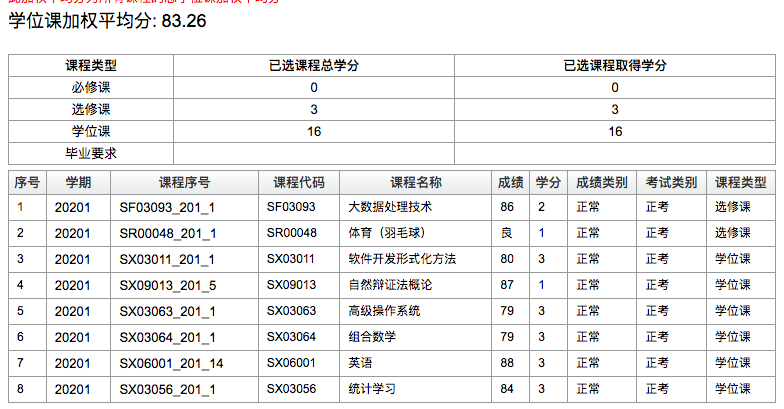 学位课加权平均分: 83.26
课程类型 已选课程总学分 已选课程取得学分
必修课 0 0
选修课 3 3
学位课 16 16
毕业要求
序号 学期 课程序号 课程代码 课程名称 成绩 学分 成绩类别 考试类别 课程类型
1 20201 SF03093_201_1 SF03093 大数据处理技术 86 2 正常 正考 选修课
2 20201 SR00048_201_1 SR00048 体育（羽毛球） 良 1 正常 正考 选修课
3 20201 SX03011_201_1 SX03011 软件开发形式化方法 80 3 正常 正考 学位课
4 20201 SX09013_201_5 SX09013 自然辩证法概论 87 1 正常 正考 学位课
5 20201 SX03063_201_1 SX03063 高级操作系统 79 3 正常 正考 学位课
6 20201 SX03064_201_1 SX03064 组合数学 79 3 正常 正考 学位课
7 20201 SX06001_201_14 SX06001 英语 88 3 正常 正考 学位课
8 20201 SX03056_201_1 SX03056 统计学习 84 3 正常 正考 学位课